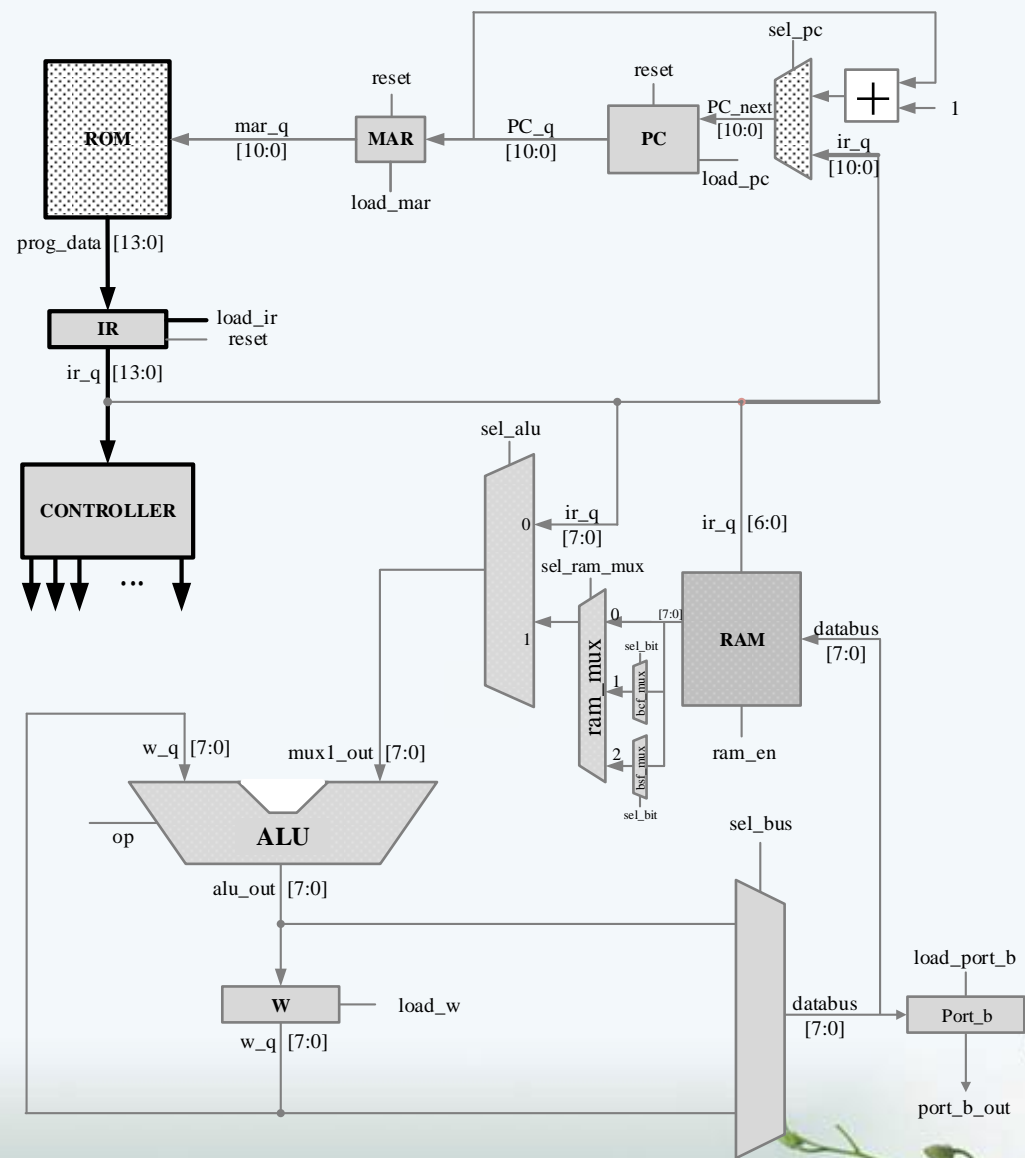 sel_pc
reset
reset
ROM
mar_q
[10:0]
MAR
PC_q
[10:0]
PC
PC_next
[10:0]
+
1
ir_q
[10:0]
load_mar
load_pc
prog_data [13:0]
IR
load_ir
reset
ir_q [13:0]
CONTROLLER
...
sel_alu
0
ir_q
[7:0]
1
sel_ram_mux
ram_mux
0
1
2
[7:0]
sel_bit
bcf_mux
bsf_mux
sel_bit
ir_q [6:0]
RAM
databus
[7:0]
ram_en
w_q [7:0]
mux1_out [7:0]
op
ALU
alu_out [7:0]
sel_bus
W
load_w
w_q [7:0]
databus
[7:0]
load_port_b
Port_b
port_b_out